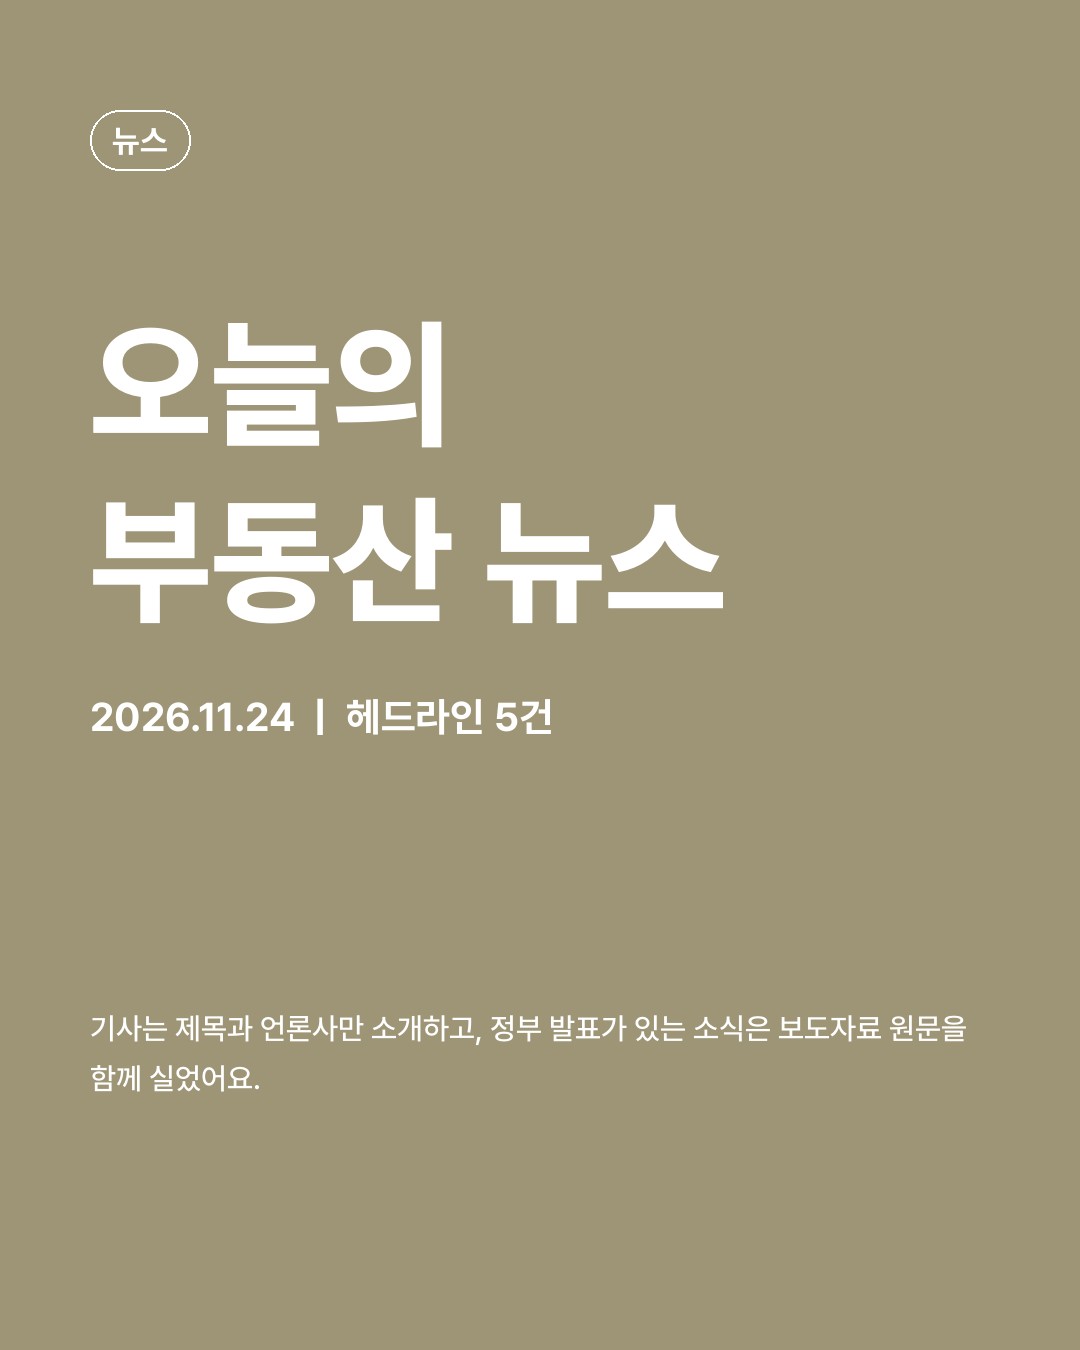 뉴스
오늘의
부동산 뉴스
2026.11.24 | 헤드라인 5건
기사는 제목과 언론사만 소개하고, 정부 발표가 있는 소식은 보도자료 원문을
함께 실었어요.